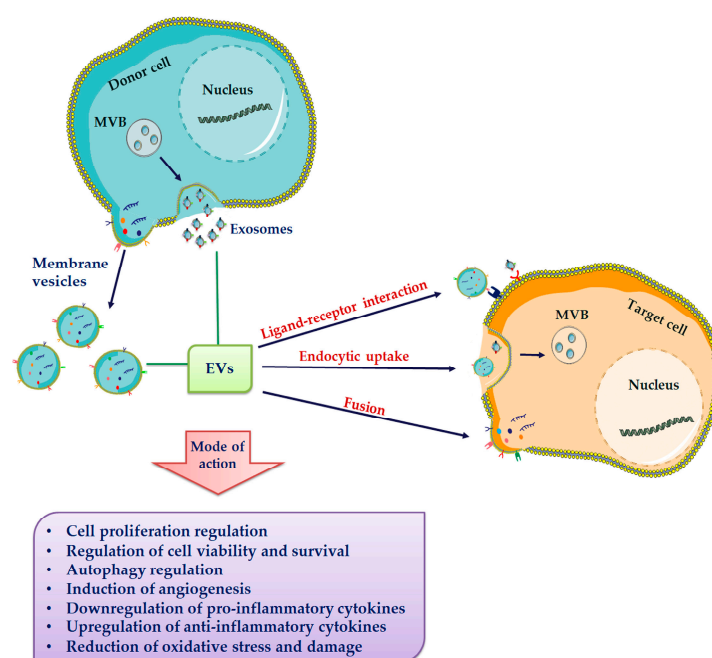 Donor cell
Nucleus
MVB
Exosomes
Membrane
vesicles
Ligand-receptor interaction
Target cell
MVB
Endocytic uptake
EVs
Nucleus
Fusion
Mode of
action
• Cell proliferation regulation
• Regulation of cell viability and survival
• Autophagy regulation
• Induction of angiogenesis
• Downregulation of pro-inflammatory cytokines
• Upregulation of anti-inflammatory cytokines
• Reduction of oxidative stress and damage